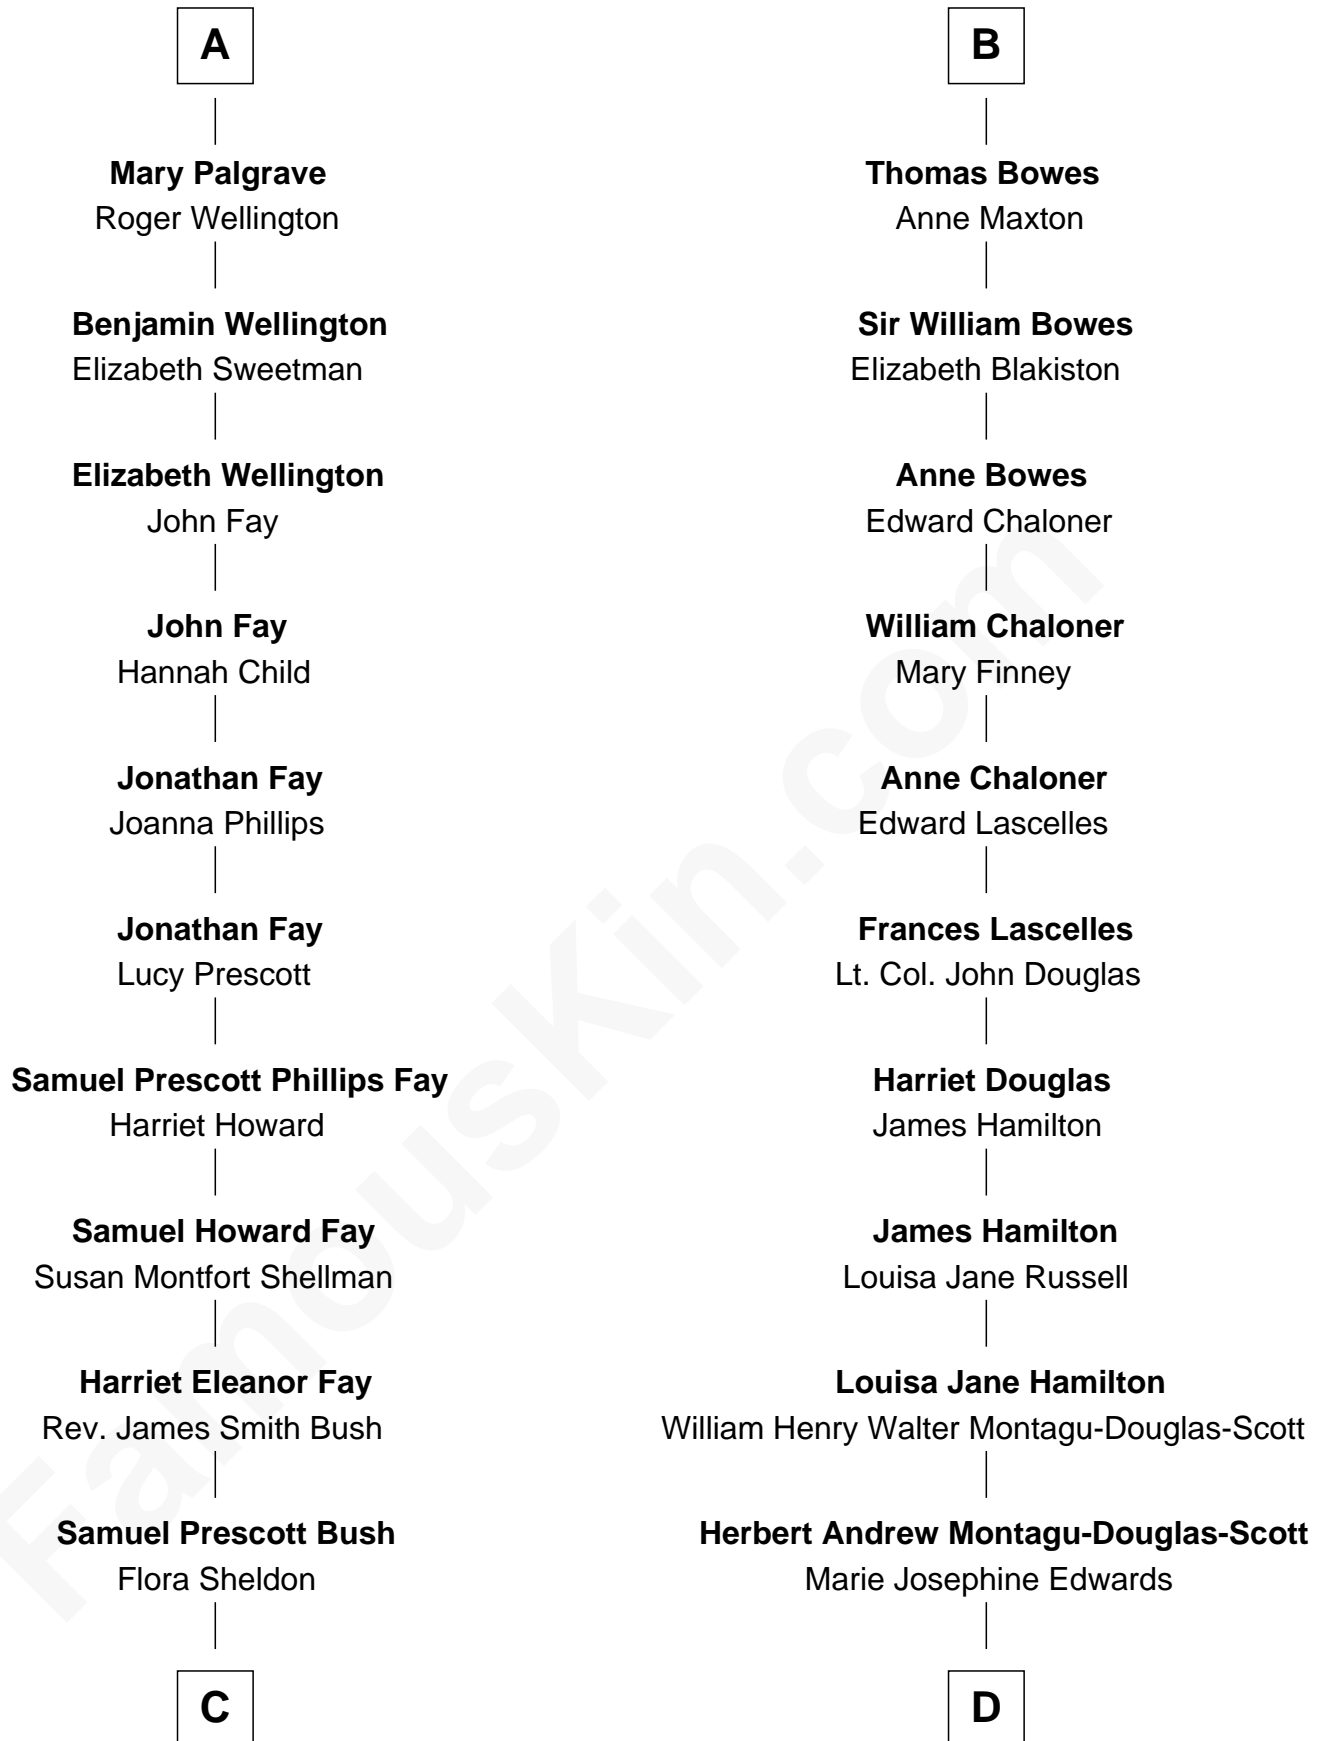 A
Mary Palgrave
Roger Wellington
Benjamin Wellington
Elizabeth Sweetman
Elizabeth Wellington
John Fay
John Fay
Hannah Child
Jonathan Fay
Joanna Phillips
Jonathan Fay
Lucy Prescott
Samuel Prescott Phillips Fay
Harriet Howard
Samuel Howard Fay
Susan Montfort Shellman
Harriet Eleanor Fay
Rev. James Smith Bush
Samuel Prescott Bush
Flora Sheldon
C
B
Thomas Bowes
Anne Maxton
Sir William Bowes
Elizabeth Blakiston
Anne Bowes
Edward Chaloner
William Chaloner
Mary Finney
Anne Chaloner
Edward Lascelles
Frances Lascelles
Lt. Col. John Douglas
Harriet Douglas
James Hamilton
James Hamilton
Louisa Jane Russell
Louisa Jane Hamilton
William Henry Walter Montagu-Douglas-Scott
Herbert Andrew Montagu-Douglas-Scott
Marie Josephine Edwards
D
FamousKin.com